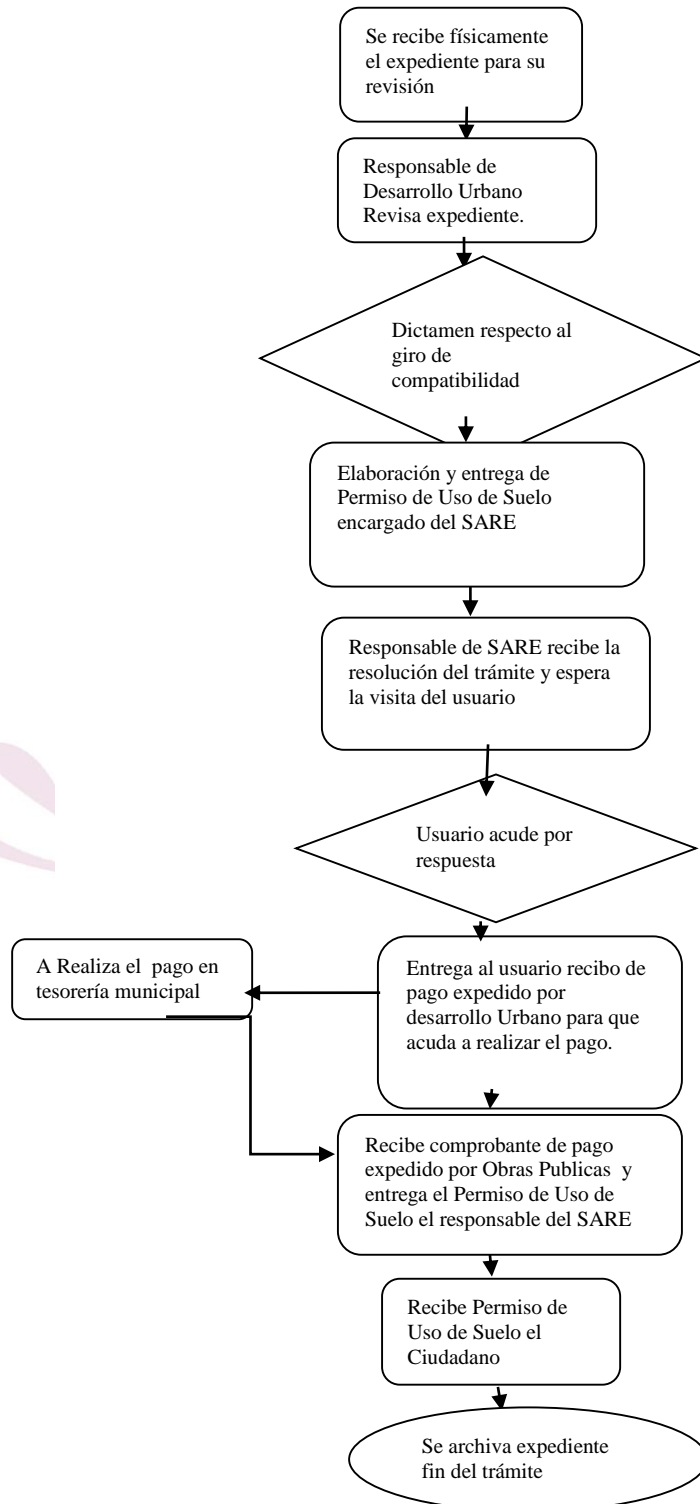 Se recibe físicamente
el expediente para su
revisión
Responsable de
Desarrollo Urbano
Revisa expediente.
Dictamen respecto al
giro de
compatibilidad
Elaboración y entrega de
Permiso de Uso de Suelo
encargado del SARE
Responsable de SARE recibe la
resolución del trámite y espera
la visita del usuario
Usuario acude por
respuesta
A Realiza el  pago en
tesorería municipal
Entrega al usuario recibo de
pago expedido por
desarrollo Urbano para que
acuda a realizar el pago.
Recibe comprobante de pago
expedido por Obras Publicas  y
entrega el Permiso de Uso de
Suelo el responsable del SARE
Recibe Permiso de
Uso de Suelo el
Ciudadano
Se archiva expediente
fin del trámite